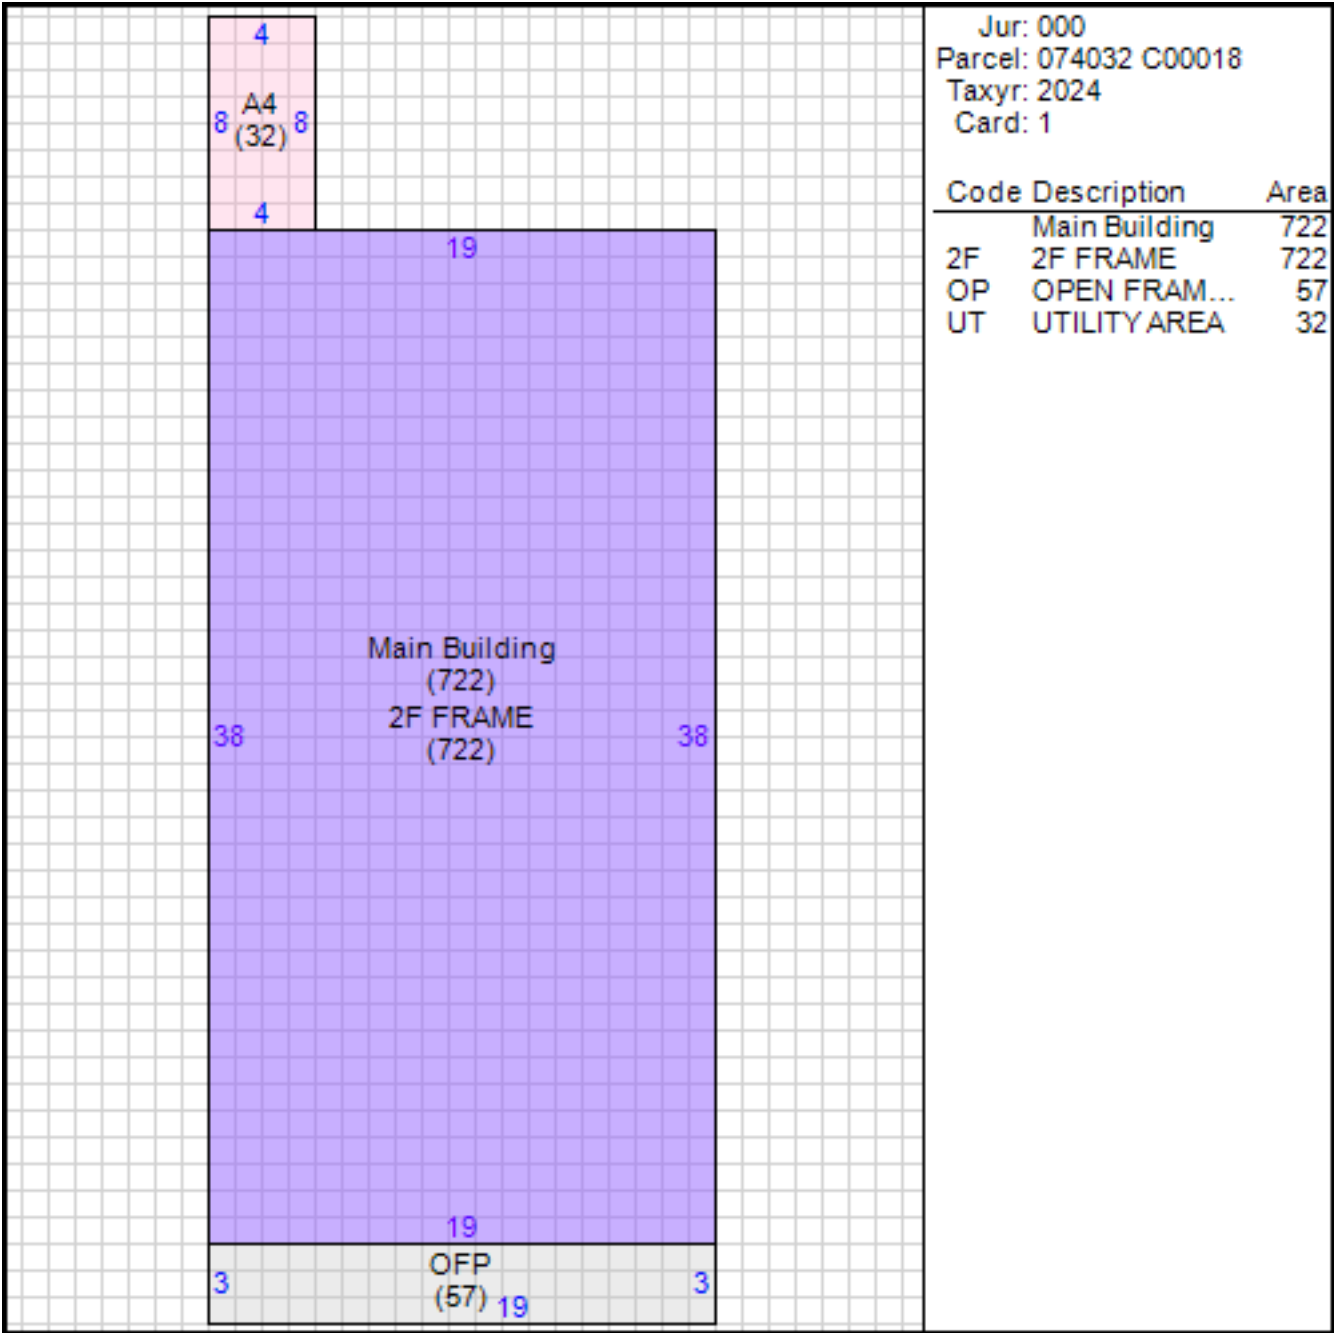 4
A4
8 (32) 8
4
19
Main Building
(722)
2F FRAME
(722)
38 38
19
OFP
3 (57) 19 3
Jur: 000
Parcel: 074032 C00018
Taxyr: 2024
Card: 1
Code Description Area
Main Building 722
2F 2F FRAME 722
OP OPEN FRAM... 57
UT UTILITY AREA 32